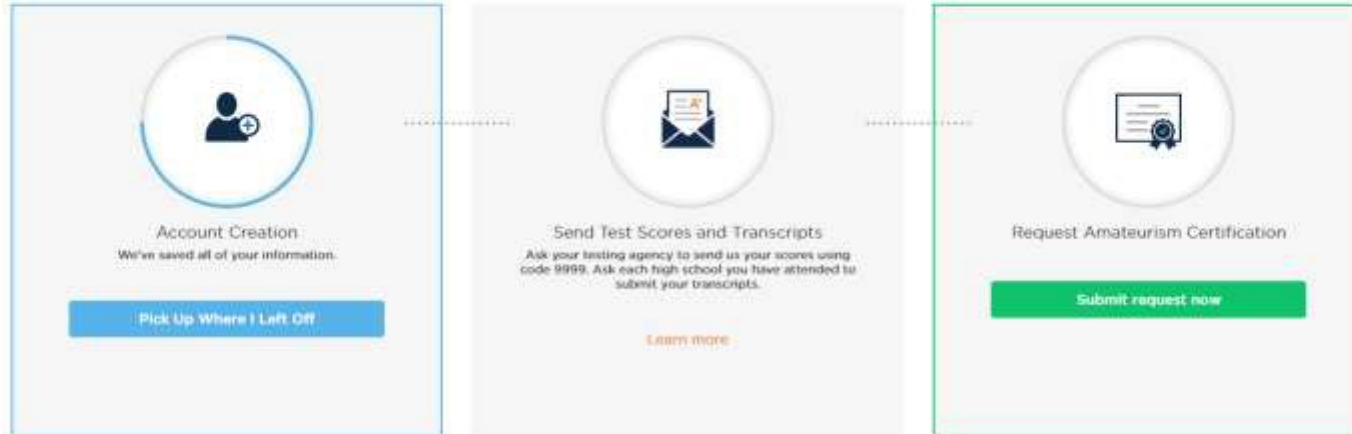 Account Creation
We've saved all of your information.
Pick Up Where I Left Off
A+
Send Test Scores and Transcripts
Ask your testing agency to send us your scores using
code 9999. Ask each high school you have attended to
submit your transcripts.
Learn more
Request Amateurism Certification
Submit request now